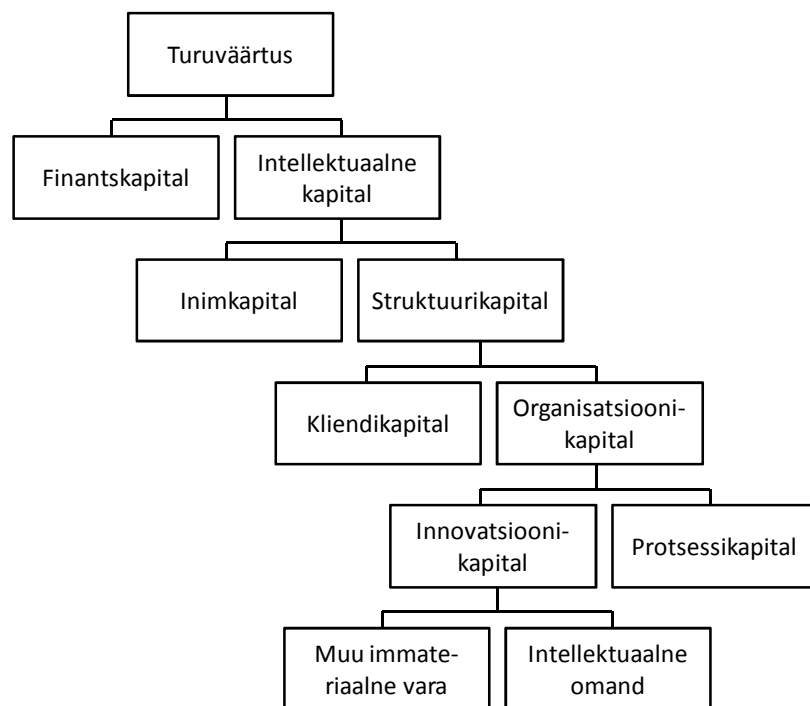 Turuväärtus
Finantskapital
Intellektuaalne
kapital
Inimkapital
Struktuurikapital
Kliendikapital
Organisatsiooni-
kapital
Innovatsiooni-
kapital
Protsessikapital
Muu immate-
riaalne vara
Intellektuaalne
omand